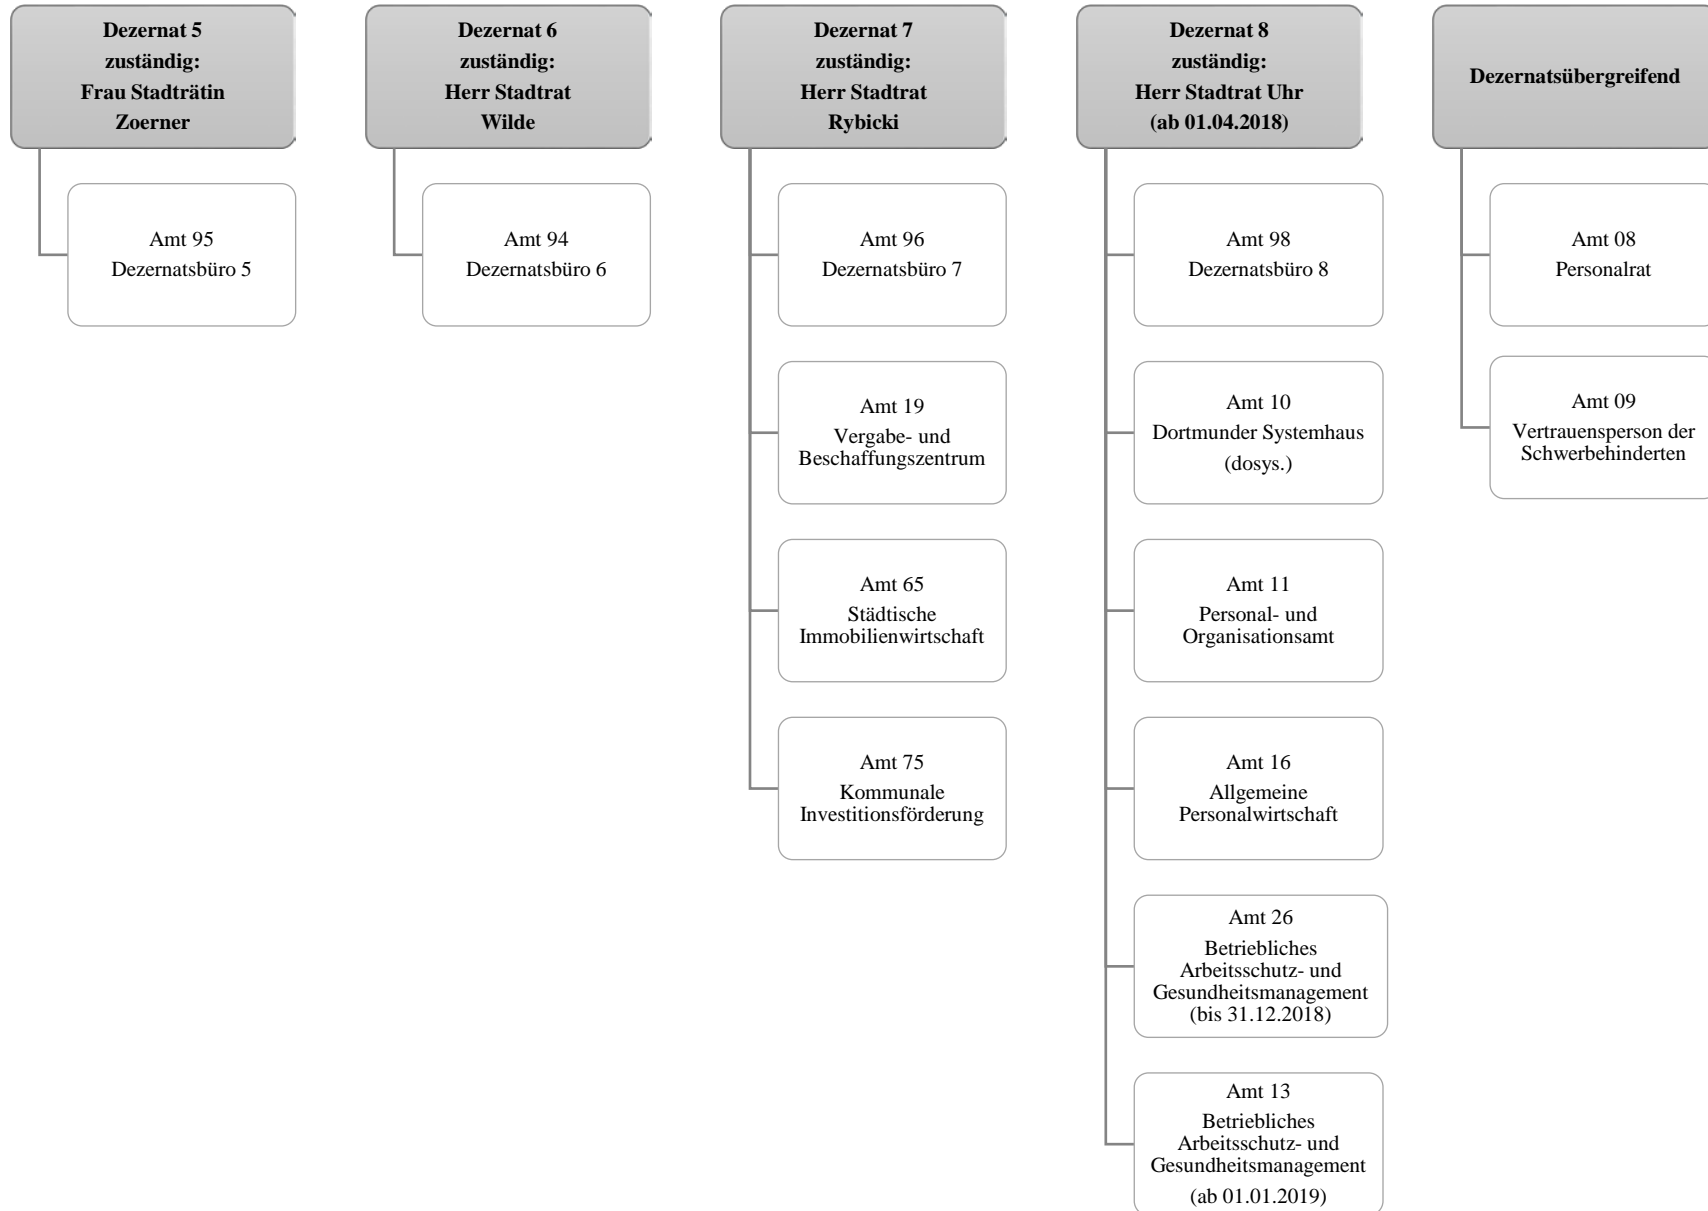 Dezernat 5
zuständig:
Frau Stadträtin
Zoerner
Amt 95
Dezernatsbüro 5
Dezernat 6
zuständig:
Herr Stadtrat
Wilde
Amt 94
Dezernatsbüro 6
Dezernat 7
zuständig:
Herr Stadtrat
Rybicki
Amt 96
Dezernatsbüro 7
Amt 19
Vergabe- und
Beschaffungszentrum
Amt 65
Städtische
Immobilienwirtschaft
Amt 75
Kommunale
Investitionsförderung
Dezernat 8
zuständig:
Herr Stadtrat Uhr
(ab 01.04.2018)
Amt 98
Dezernatsbüro 8
Amt 10
Dortmunder Systemhaus
(dosys.)
Amt 11
Personal- und
Organisationsamt
Amt 16
Allgemeine
Personalwirtschaft
Amt 26
Betriebliches
Arbeitsschutz- und
Gesundheitsmanagement
(bis 31.12.2018)
Amt 13
Betriebliches
Arbeitsschutz- und
Gesundheitsmanagement
(ab 01.01.2019)
Dezernatsübergreifend
Amt 08
Personalrat
Amt 09
Vertrauensperson der
Schwerbehinderten